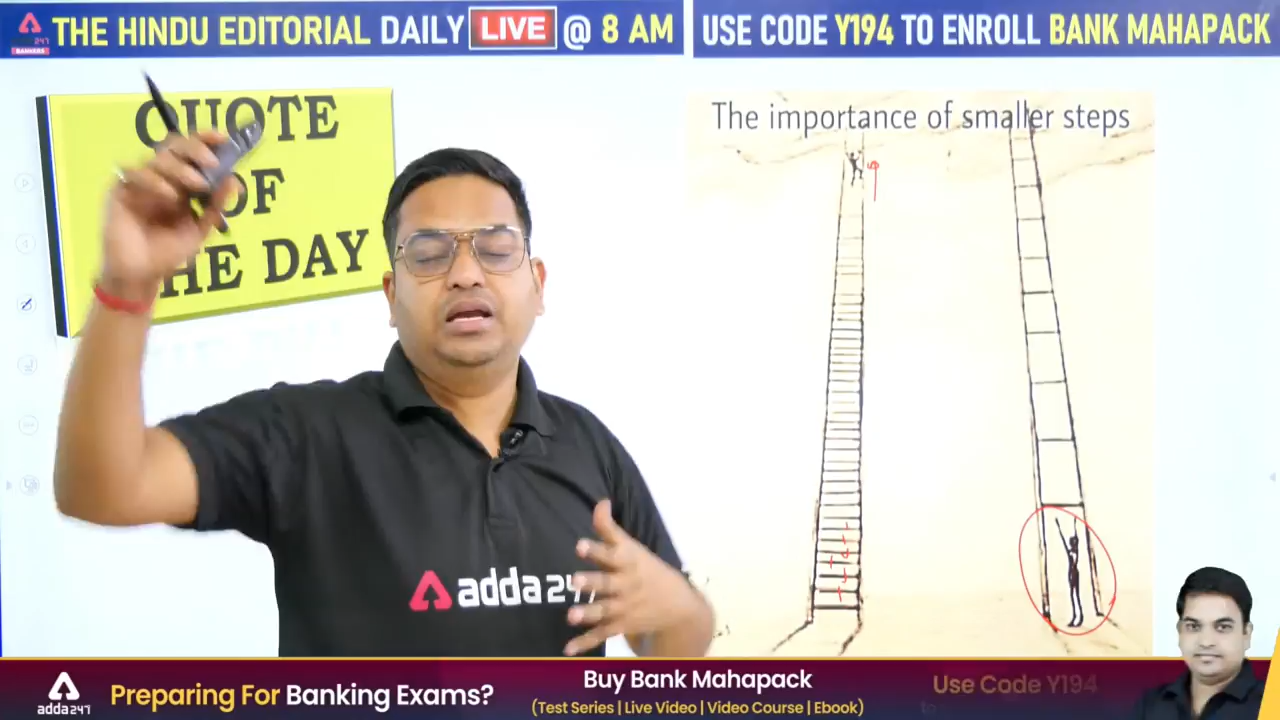 247
BANKERS
THE HINDU EDITORIAL DAILY LIVE @ 8 AM
USE CODE Y194 TO ENROLL BANK MAHAPACK
QUOTE
OF
THE DAY
The importance of smaller steps
adda247
adda247
Preparing For Banking Exams?
Buy Bank Mahapack
(Test Series | Live Video | Video Course | Ebook)
Use Code Y194